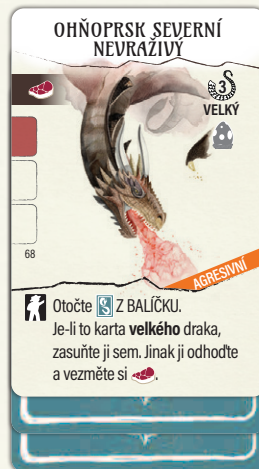 OHŇOPRSK SEVERNÍ
NEVRAŽIVÝ
3
VELKÝ
68
AGRESIVNÍ
Otočte Z BALÍČKU.
Je-li to karta velkého draka,
zasuňte ji sem. Jinak ji odhoďte
a vezměte si .